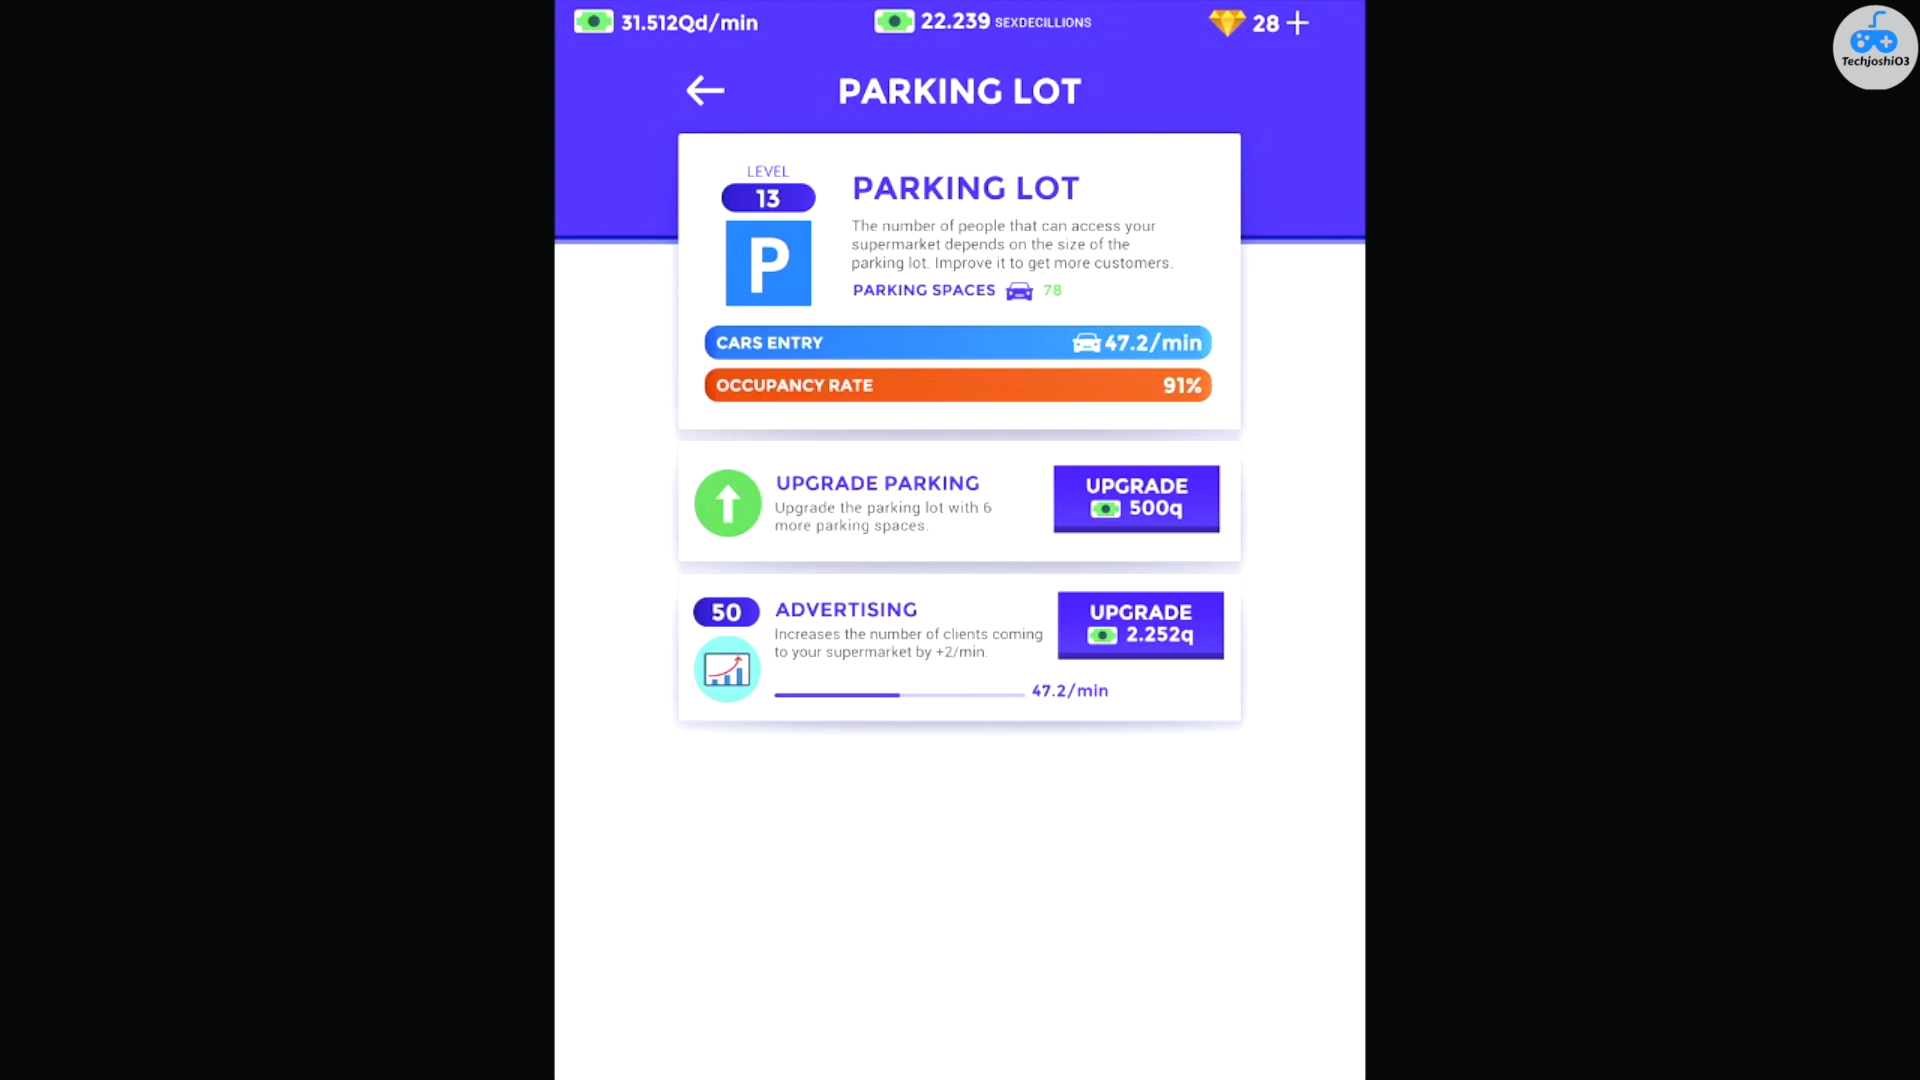 31.512Qd/min
22.239 SEXDECILLIONS
28
TechjoshiO3
PARKING LOT
LEVEL
13
P
PARKING LOT
The number of people that can access your
supermarket depends on the size of the
parking lot. Improve it to get more customers.
PARKING SPACES 78
CARS ENTRY 47.2/min
OCCUPANCY RATE 91%
UPGRADE PARKING
Upgrade the parking lot with 6
more parking spaces.
UPGRADE
500q
50
ADVERTISING
Increases the number of clients coming
to your supermarket by +2/min.
47.2/min
UPGRADE
2.252q